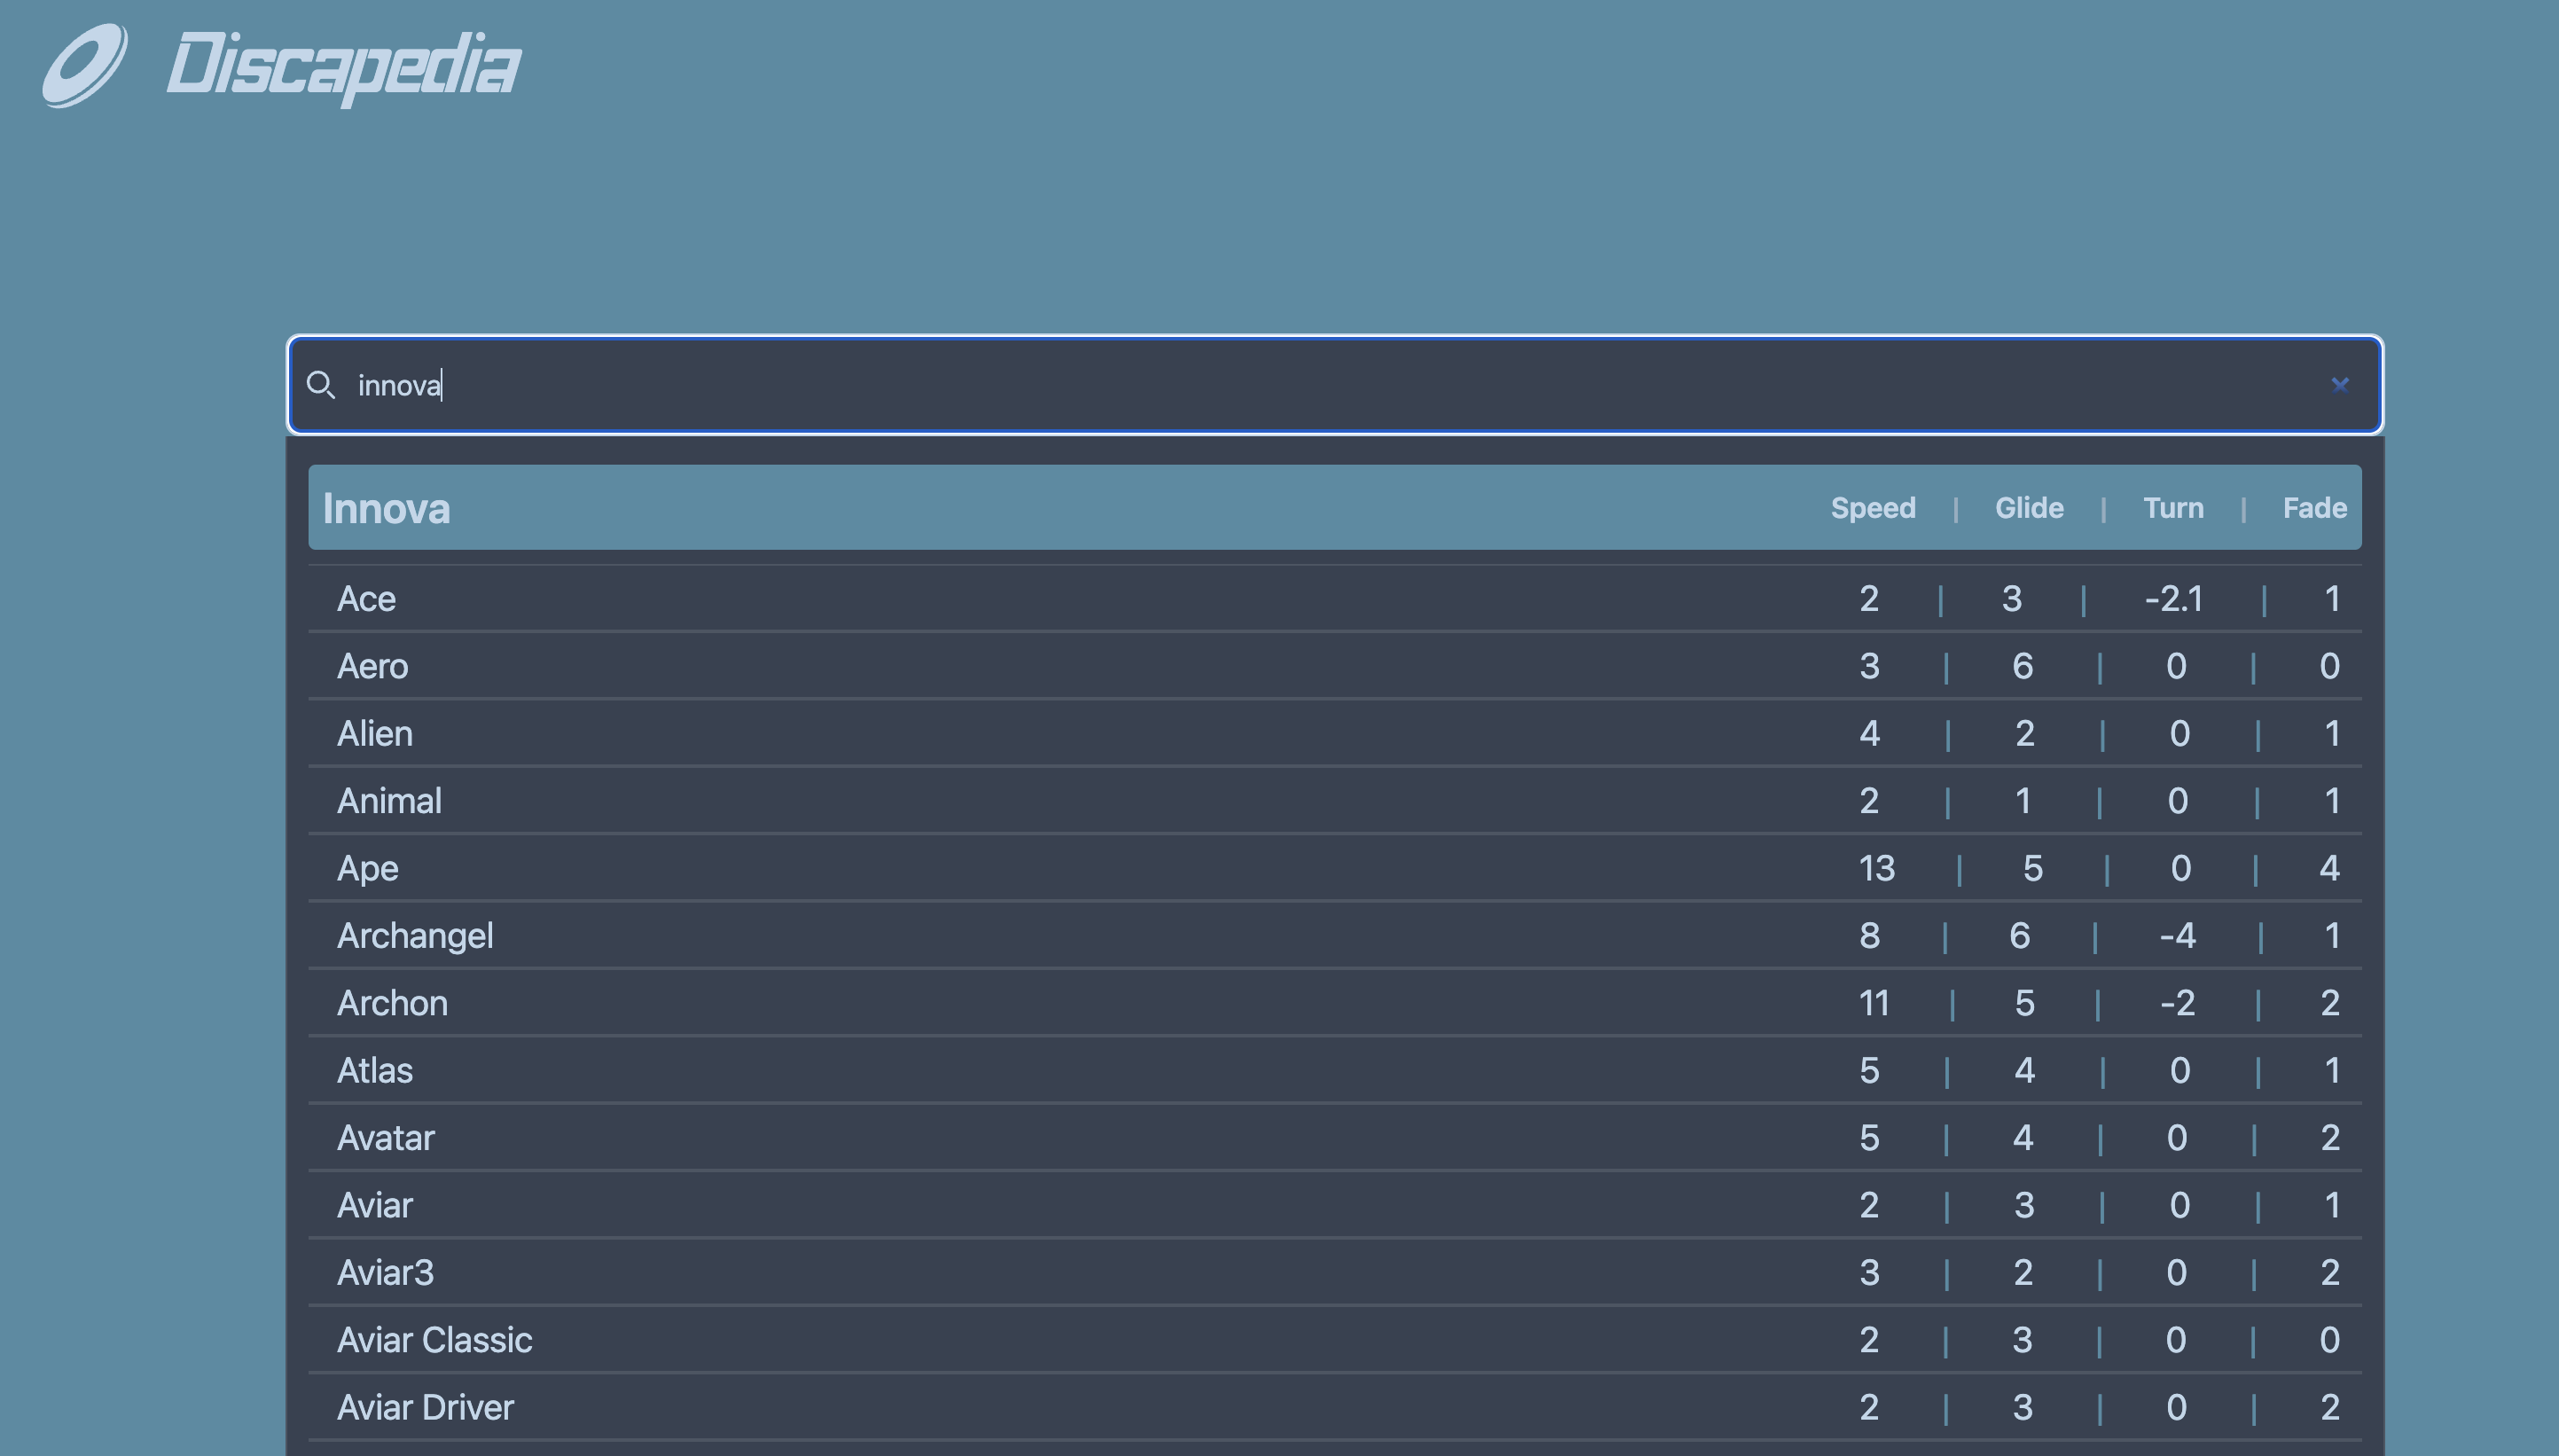 Discapedia
innova
Innova Speed | Glide | Turn | Fade
Ace 2 | 3 | -2.1 | 1
Aero 3 | 6 | 0 | 0
Alien 4 | 2 | 0 | 1
Animal 2 | 1 | 0 | 1
Ape 13 | 5 | 0 | 4
Archangel 8 | 6 | -4 | 1
Archon 11 | 5 | -2 | 2
Atlas 5 | 4 | 0 | 1
Avatar 5 | 4 | 0 | 2
Aviar 2 | 3 | 0 | 1
Aviar3 3 | 2 | 0 | 2
Aviar Classic 2 | 3 | 0 | 0
Aviar Driver 2 | 3 | 0 | 2